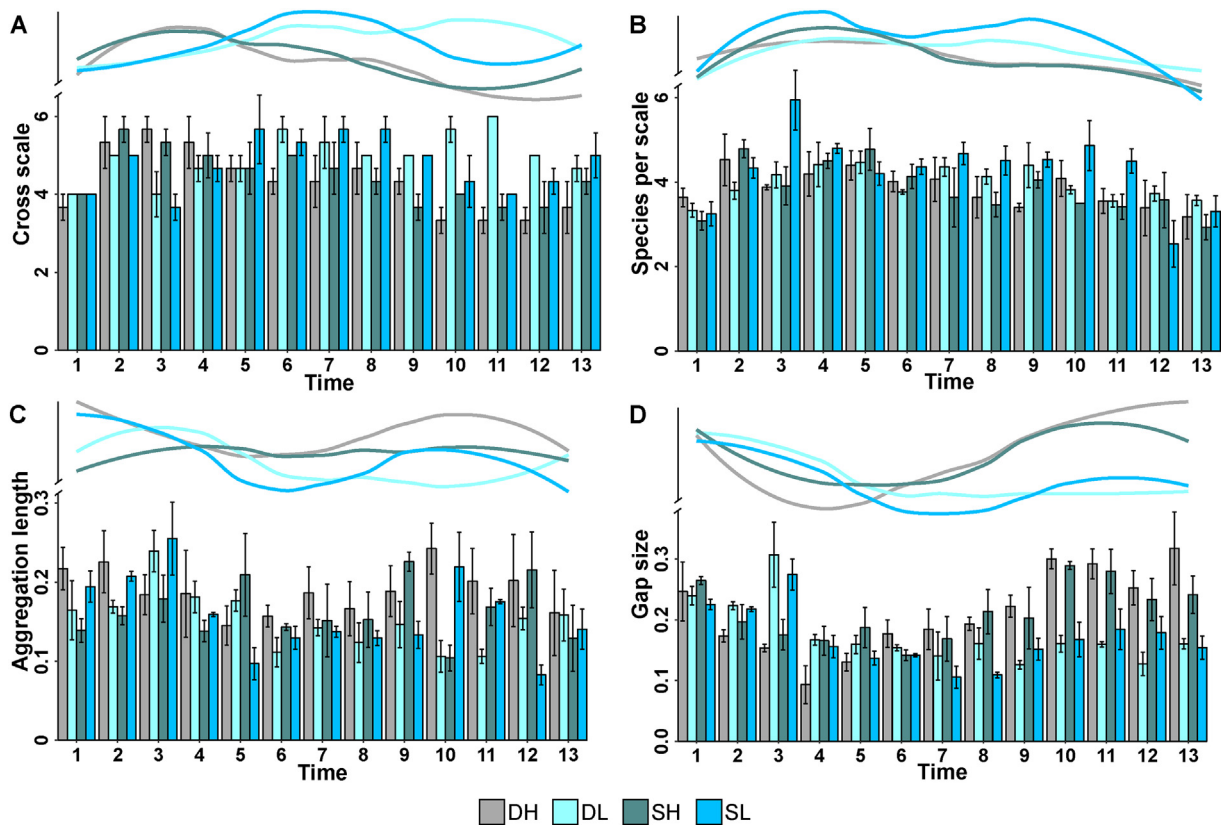 A
Cross scale
6
4
2
0
1 2 3 4 5 6 7 8 9 10 11 12 13
Time
B
Species per scale
6
4
2
0
1 2 3 4 5 6 7 8 9 10 11 12 13
Time
C
Aggregation length
0.3
0.2
0.1
0
1 2 3 4 5 6 7 8 9 10 11 12 13
Time
D
Gap size
0.3
0.2
0.1
0.0
1 2 3 4 5 6 7 8 9 10 11 12 13
Time
DH DL SH SL